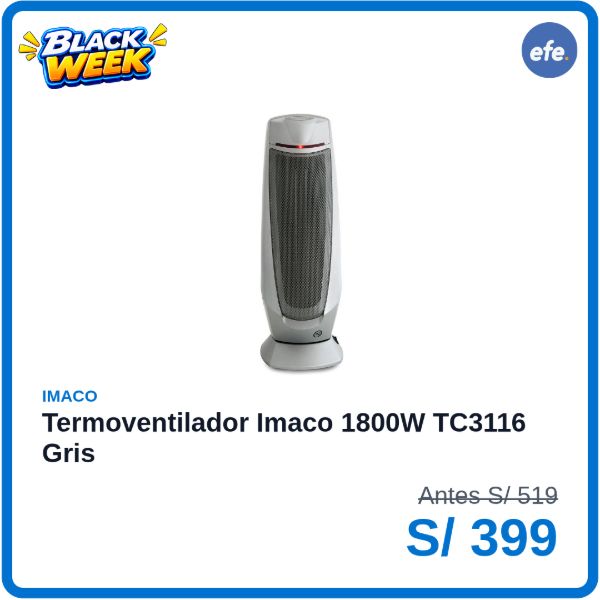 BLACK
WEEK
efe.
IMACO
Termoventilador Imaco 1800W TC3116
Gris
Antes S/ 519
S/ 399